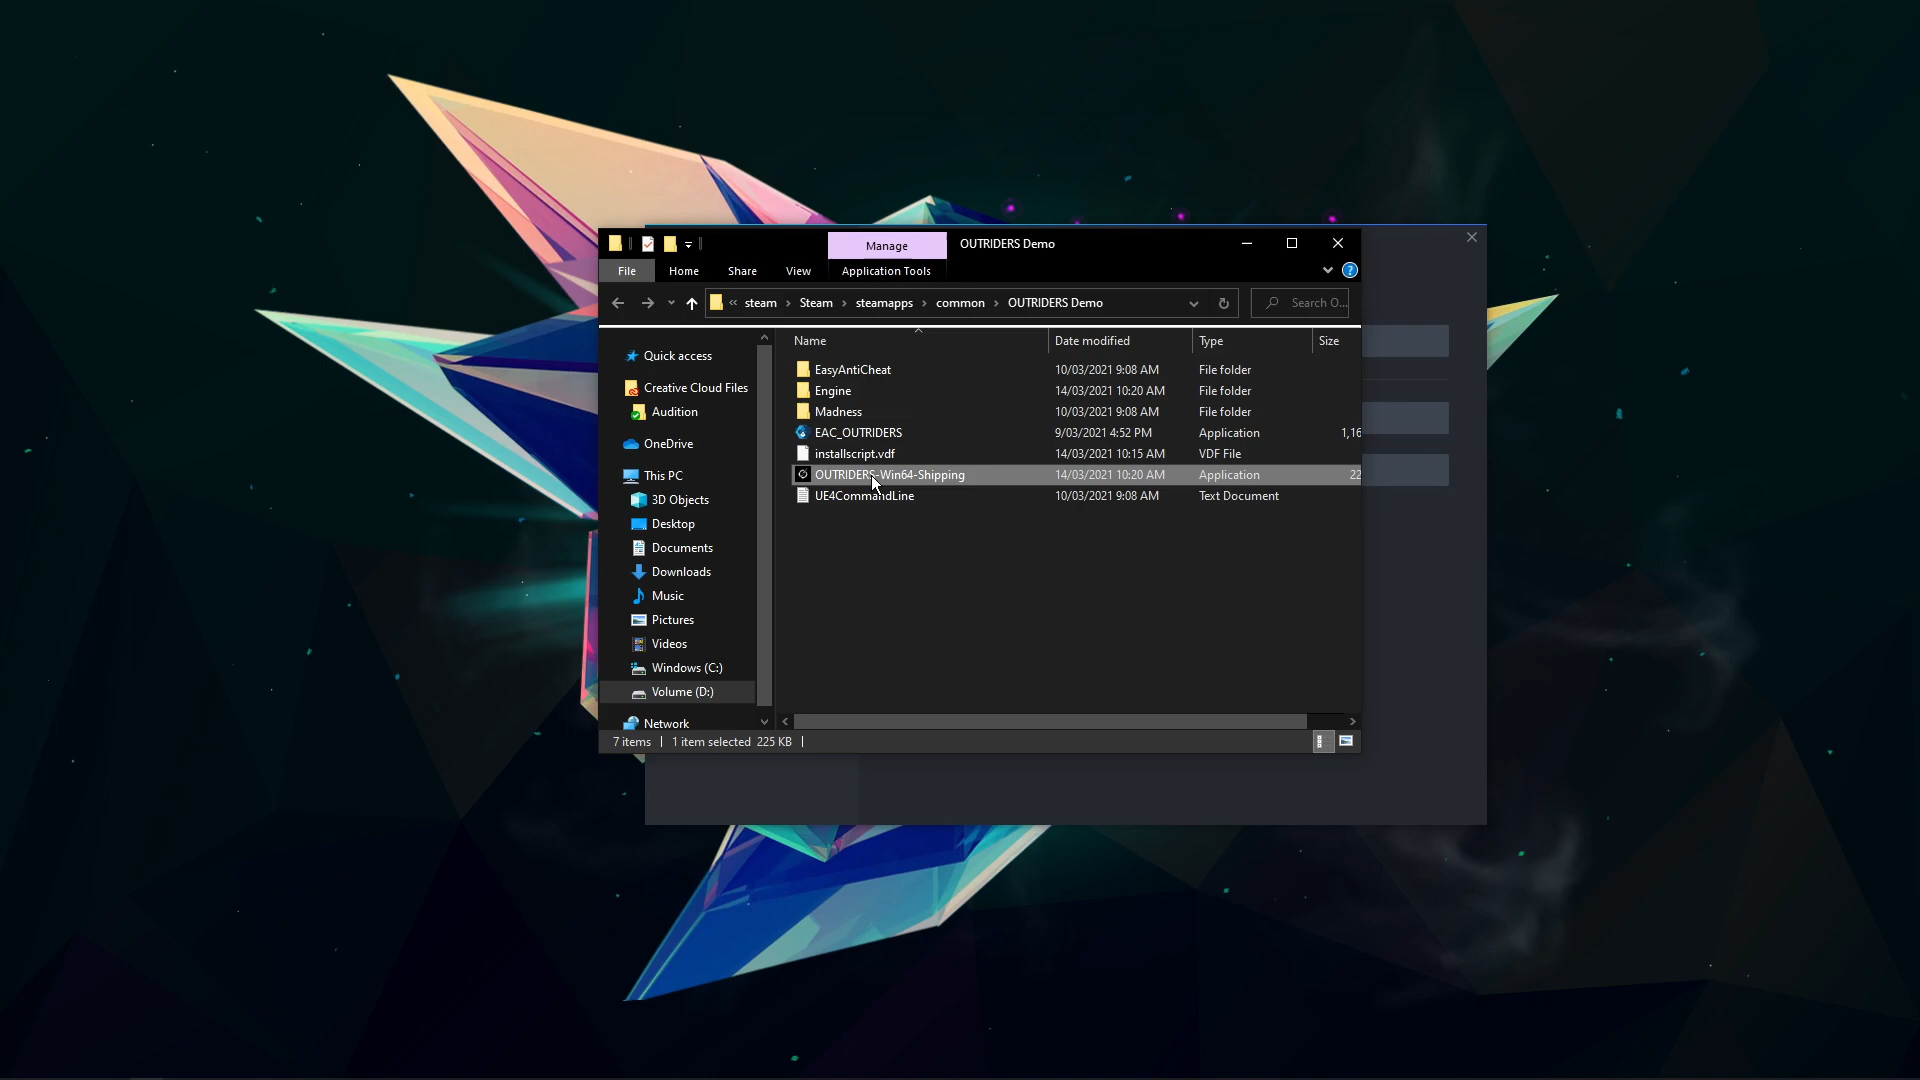 Manage
OUTRIDERS Demo
File
Home
Share
View
Application Tools
?
« steam › Steam › steamapps › common › OUTRIDERS Demo
Search O...
Name
Date modified
Type
Size
Quick access
Creative Cloud Files
Audition
OneDrive
This PC
3D Objects
Desktop
Documents
Downloads
Music
Pictures
Videos
Windows (C:)
Volume (D:)
Network
EasyAntiCheat 10/03/2021 9:08 AM File folder
Engine 14/03/2021 10:20 AM File folder
Madness 10/03/2021 9:08 AM File folder
EAC_OUTRIDERS 9/03/2021 4:52 PM Application 1,16
installscript.vdf 14/03/2021 10:15 AM VDF File
OUTRIDERS-Win64-Shipping 14/03/2021 10:20 AM Application 22
UE4CommandLine 10/03/2021 9:08 AM Text Document
7 items
1 item selected 225 KB